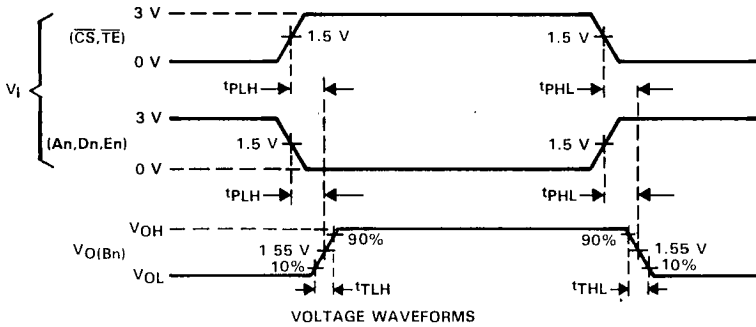 3 V
(CS,TE)
1.5 V
1.5 V
0 V
tPLH
tPHL
VI
3 V
(An,Dn,En)
1.5 V
1.5 V
0 V
tPLH
tPHL
VOH
90%
90%
VO(Bn)
1.55 V
1.55 V
10%
10%
VOL
tTLH
tTHL
VOLTAGE WAVEFORMS